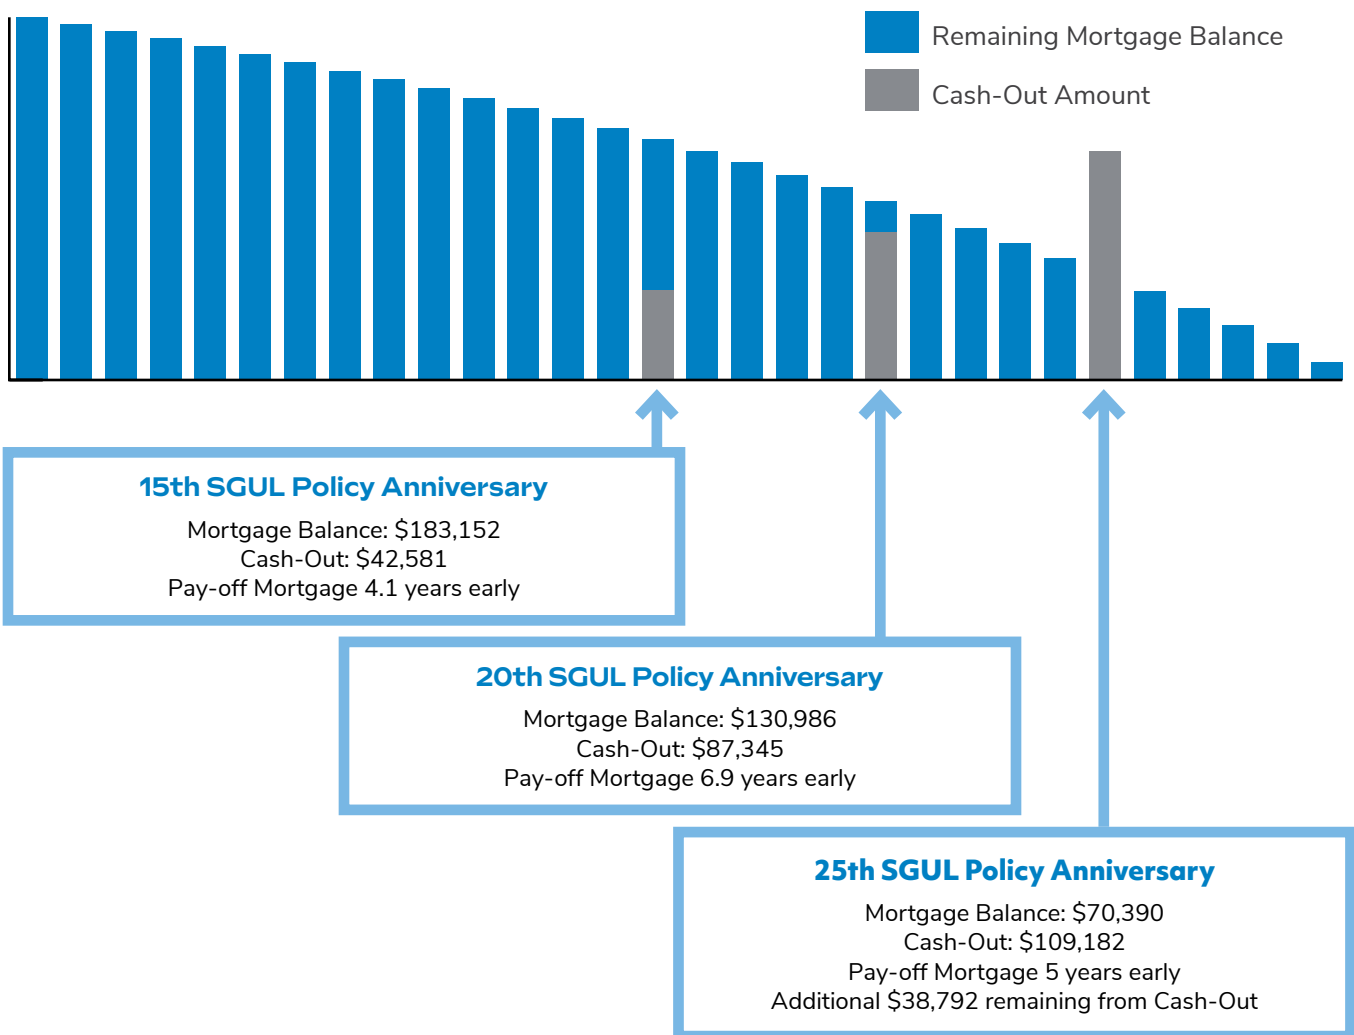 Remaining Mortgage Balance
Cash-Out Amount
15th SGUL Policy Anniversary
Mortgage Balance: $183,152
Cash-Out: $42,581
Pay-off Mortgage 4.1 years early
20th SGUL Policy Anniversary
Mortgage Balance: $130,986
Cash-Out: $87,345
Pay-off Mortgage 6.9 years early
25th SGUL Policy Anniversary
Mortgage Balance: $70,390
Cash-Out: $109,182
Pay-off Mortgage 5 years early
Additional $38,792 remaining from Cash-Out